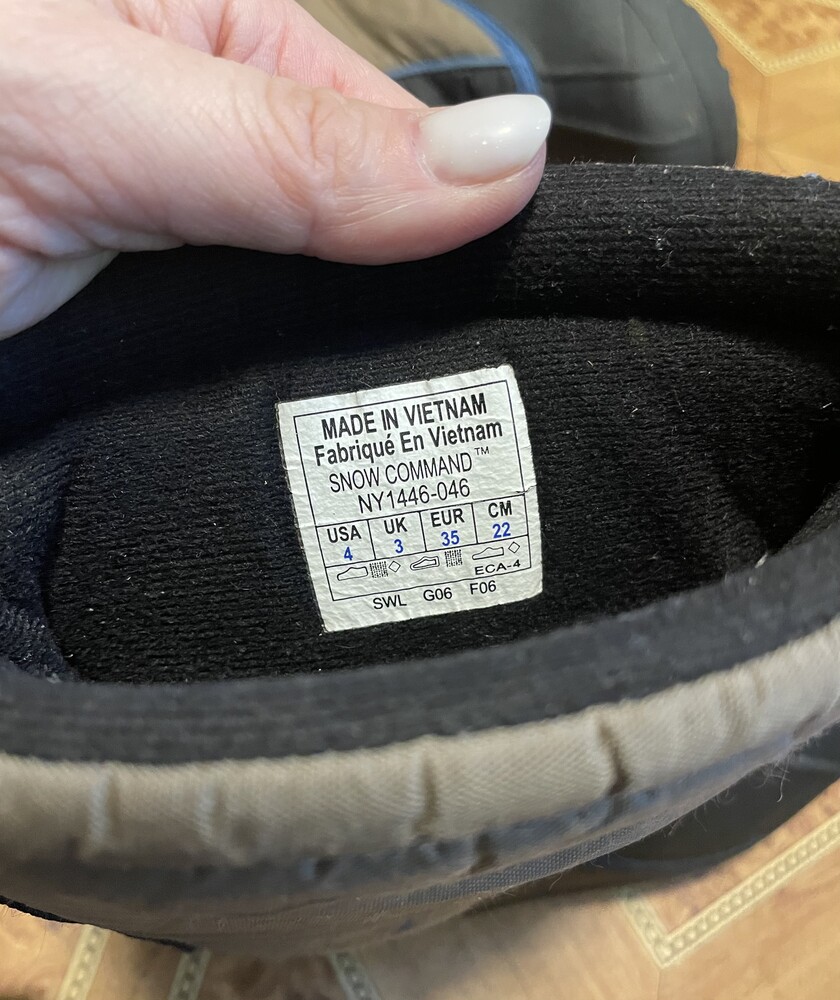 MADE IN VIETNAM
Fabriqué En Vietnam
SNOW COMMAND™
NY1446-046
USA UK EUR CM
4 3 35 22
ECA-4
SWL G06 F06